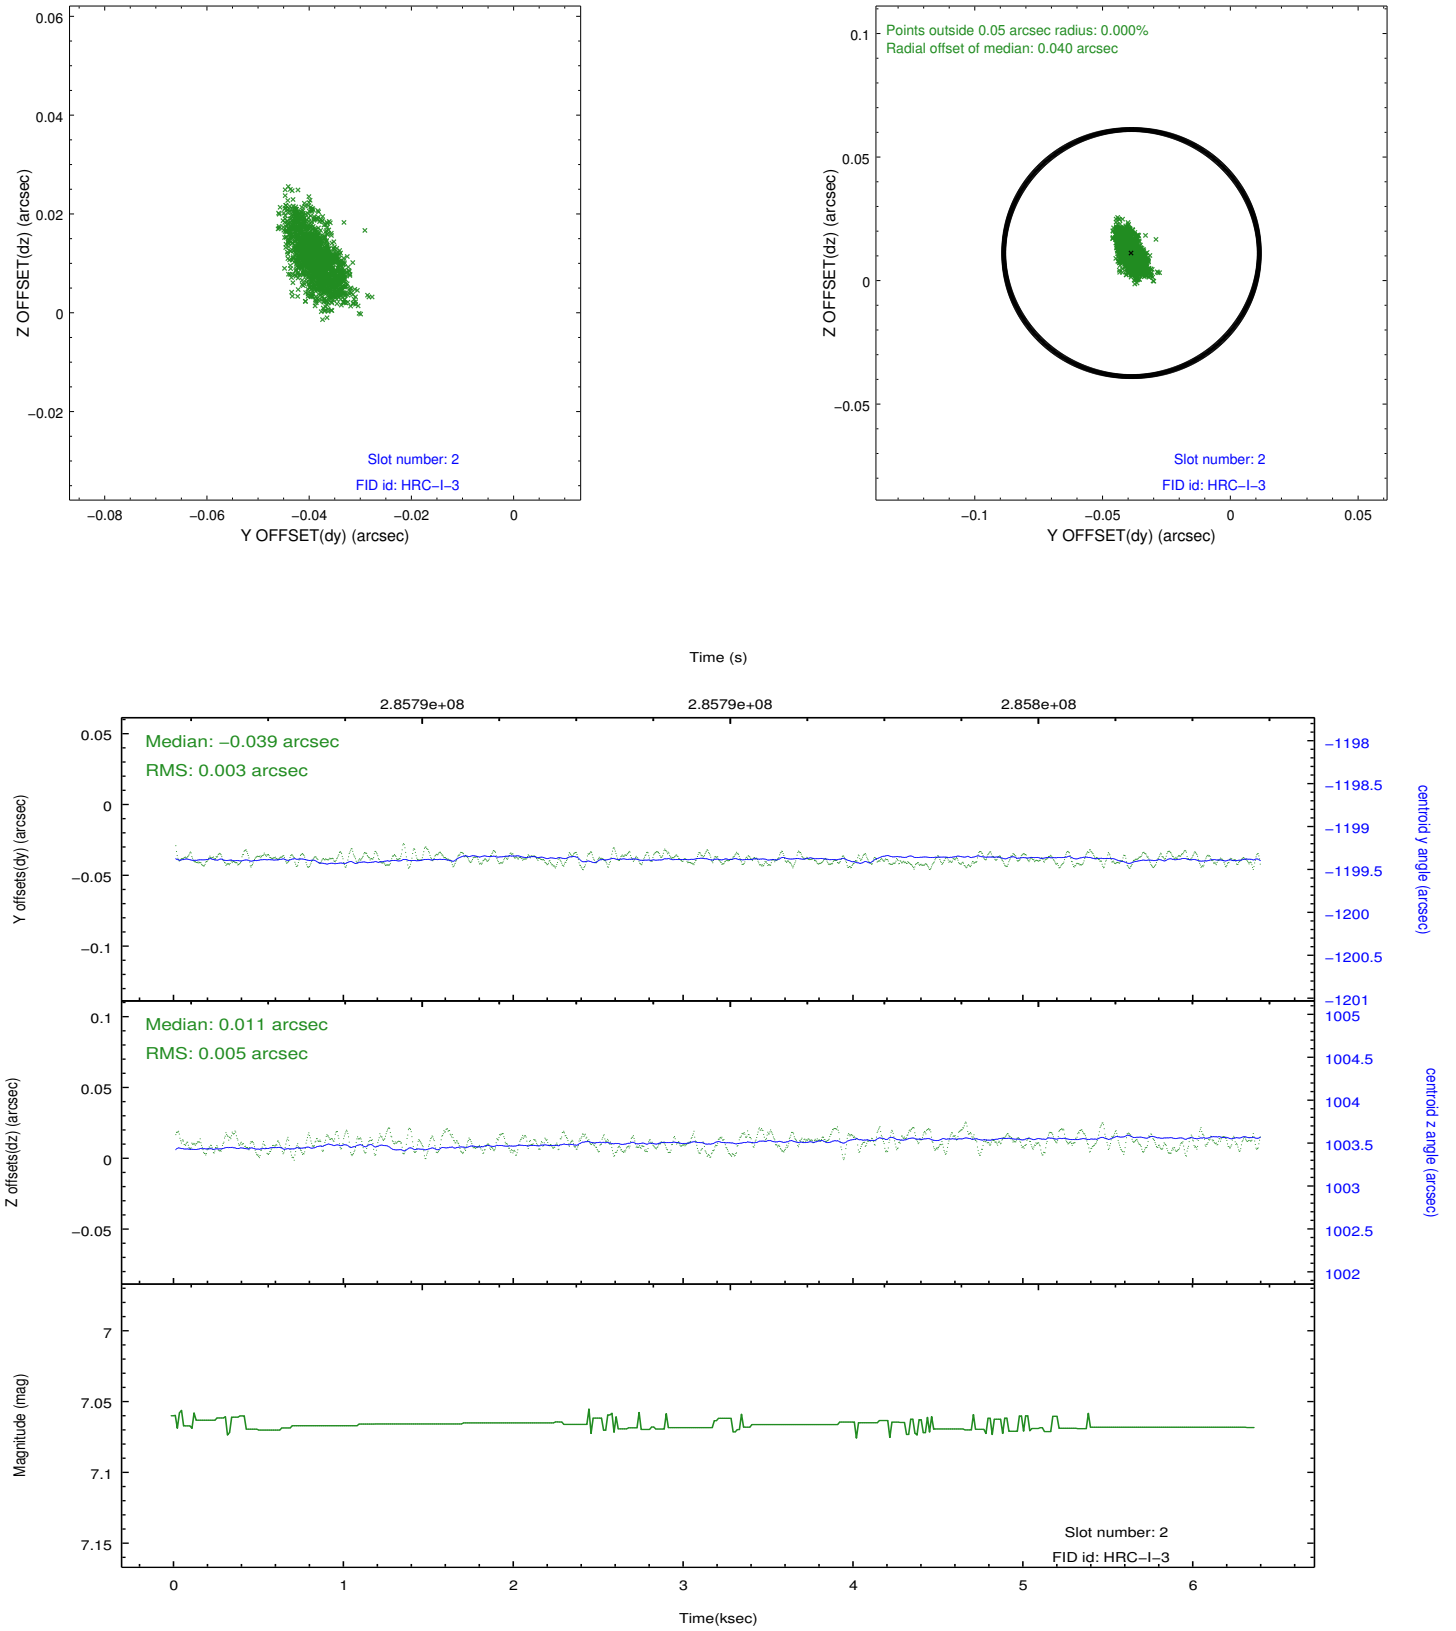 0.06
0.04
0.02
0
−0.02
Z OFFSET(dz) (arcsec)
Slot number: 2
FID id: HRC−I−3
−0.08
−0.06
−0.04
−0.02
0
Y OFFSET(dy) (arcsec)
Points outside 0.05 arcsec radius: 0.000%
Radial offset of median: 0.040 arcsec
0.1
0.05
0
−0.05
Z OFFSET(dz) (arcsec)
Slot number: 2
FID id: HRC−I−3
−0.1
−0.05
0
0.05
Y OFFSET(dy) (arcsec)
Time (s)
2.8579e+08
2.8579e+08
2.858e+08
Median: −0.039 arcsec
RMS: 0.003 arcsec
0.05
0
−0.05
−0.1
Y offsets(dy) (arcsec)
−1198
−1198.5
−1199
−1199.5
−1200
−1200.5
−1201
centroid y angle (arcsec)
Median: 0.011 arcsec
RMS: 0.005 arcsec
0.1
0.05
0
−0.05
Z offsets(dz) (arcsec)
1005
1004.5
1004
1003.5
1003
1002.5
1002
centroid z angle (arcsec)
7
7.05
7.1
7.15
Magnitude (mag)
Slot number: 2
FID id: HRC−I−3
0
1
2
3
4
5
6
Time(ksec)